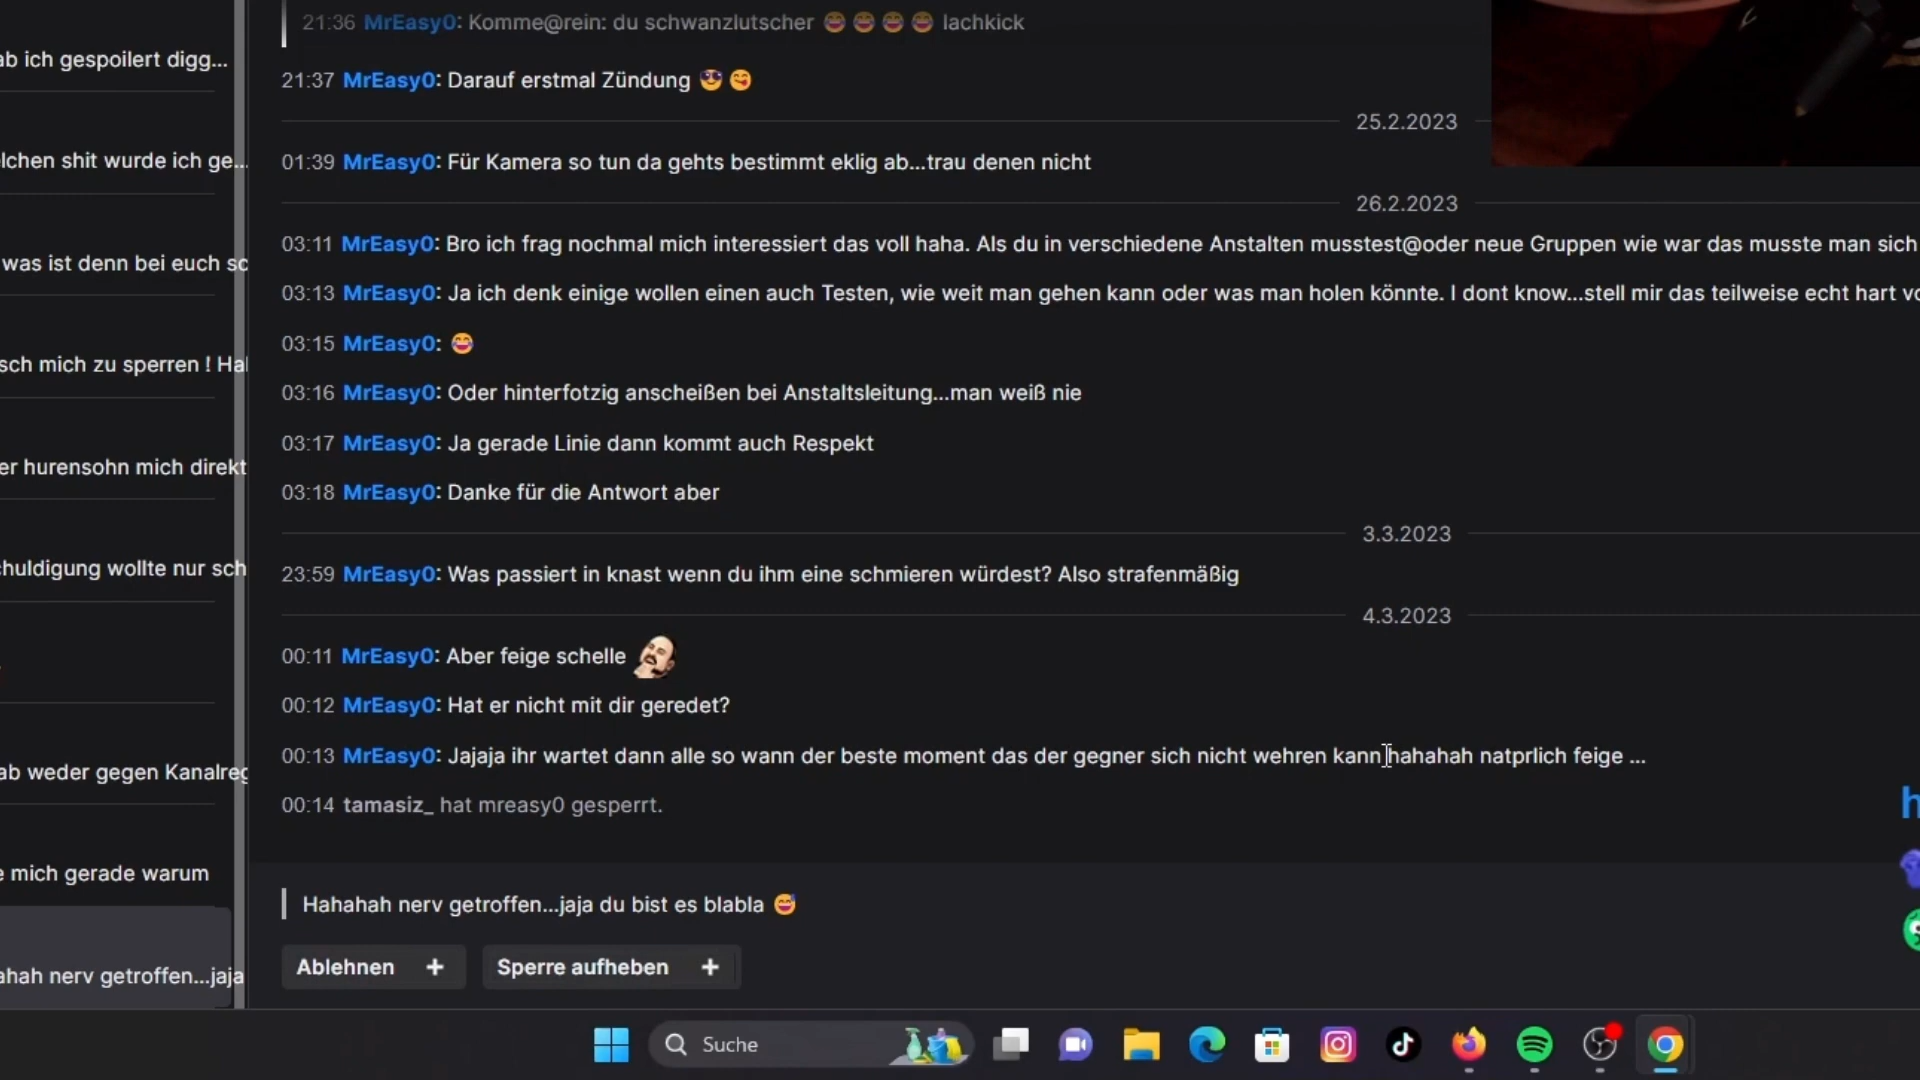 21:36 MrEasy0: Komme@rein: du schwanzlutscher 😂 😂 😂 😂 lachkick
ab ich gespoilert digg...
21:37 MrEasy0: Darauf erstmal Zündung 😎 😋
25.2.2023
lchen shit wurde ich ge...
01:39 MrEasy0: Für Kamera so tun da gehts bestimmt eklig ab...trau denen nicht
26.2.2023
03:11 MrEasy0: Bro ich frag nochmal mich interessiert das voll haha. Als du in verschiedene Anstalten musstest@oder neue Gruppen wie war das musste man sich
was ist denn bei euch sc
03:13 MrEasy0: Ja ich denk einige wollen einen auch Testen, wie weit man gehen kann oder was man holen könnte. I dont know...stell mir das teilweise echt hart vo
03:15 MrEasy0: 😂
sch mich zu sperren ! Hal
03:16 MrEasy0: Oder hinterfotzig anscheißen bei Anstaltsleitung...man weiß nie
03:17 MrEasy0: Ja gerade Linie dann kommt auch Respekt
er hurensohn mich direkt
03:18 MrEasy0: Danke für die Antwort aber
3.3.2023
huldigung wollte nur sch
23:59 MrEasy0: Was passiert in knast wenn du ihm eine schmieren würdest? Also strafenmäßig
4.3.2023
00:11 MrEasy0: Aber feige schelle
00:12 MrEasy0: Hat er nicht mit dir geredet?
ab weder gegen Kanalreg
00:13 MrEasy0: Jajaja ihr wartet dann alle so wann der beste moment das der gegner sich nicht wehren kann hahahah natprlich feige ...
00:14 tamasiz_ hat mreasy0 gesperrt.
e mich gerade warum
Hahahah nerv getroffen...jaja du bist es blabla 😅
ahah nerv getroffen...jaja
Ablehnen + Sperre aufheben +
Suche